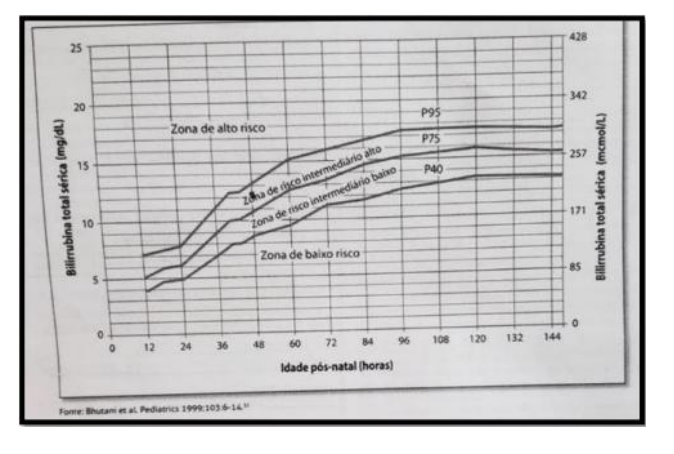 Bilirrubina total sérica (mg/dL)
25
20
15
10
5
0
Zona de alto risco
P95
Zona de risco intermediário alto
P75
Zona de risco intermediário baixo
P40
Zona de baixo risco
428
342
257
171
85
0
Bilirrubina total sérica (mcmol/L)
0 12 24 36 48 60 72 84 96 108 120 132 144
Idade pós-natal (horas)
Fonte: Bhutani et al. Pediatrics 1999;103:6-14.